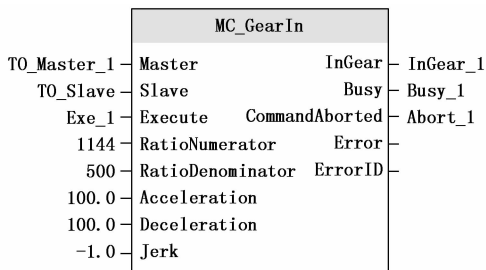 MC_GearIn
TO_Master_1 Master InGear InGear_1
TO_Slave Slave Busy Busy_1
Exe_1 Execute CommandAborted Abort_1
1144 RatioNumerator Error
500 RatioDenominator ErrorID
100.0 Acceleration
100.0 Deceleration
-1.0 Jerk